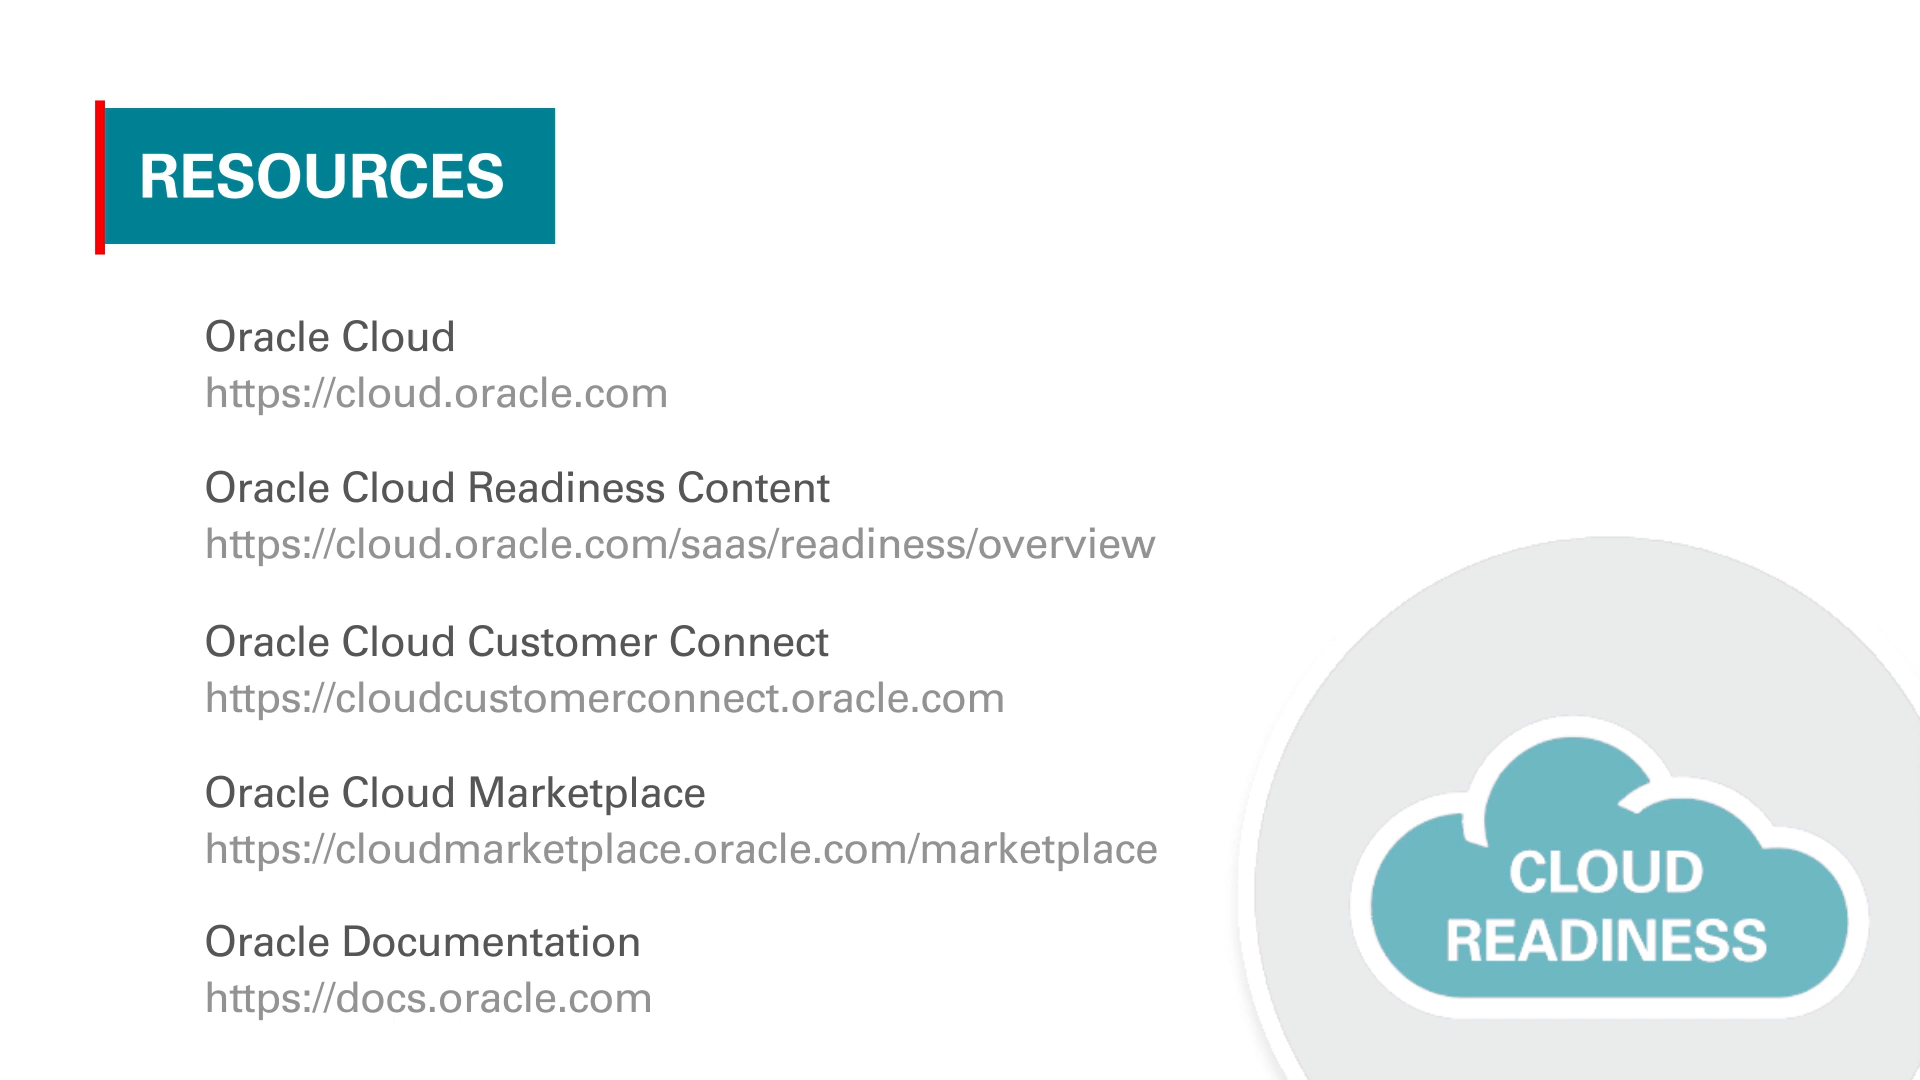 RESOURCES
Oracle Cloud
https://cloud.oracle.com
Oracle Cloud Readiness Content
https://cloud.oracle.com/saas/readiness/overview
Oracle Cloud Customer Connect
https://cloudcustomerconnect.oracle.com
Oracle Cloud Marketplace
https://cloudmarketplace.oracle.com/marketplace
Oracle Documentation
https://docs.oracle.com
CLOUD
READINESS